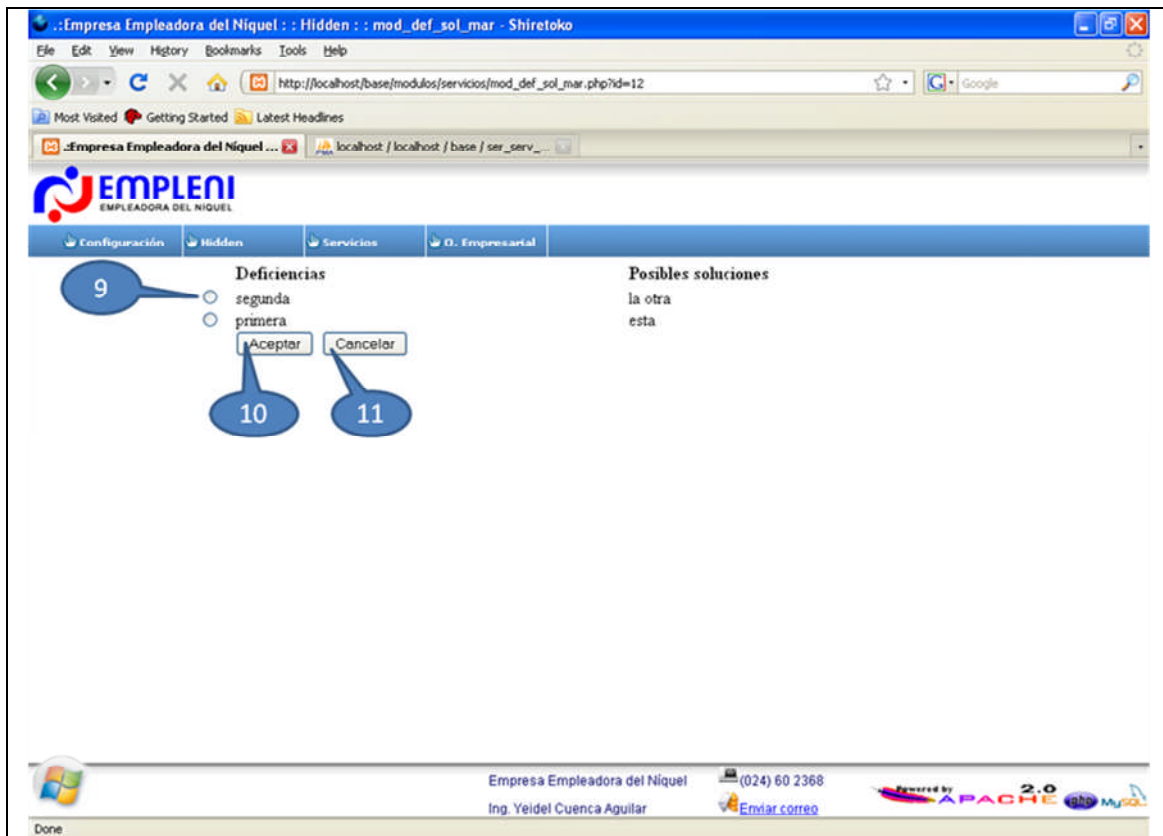 .:Empresa Empleadora del Níquel : : Hidden : : mod_def_sol_mar - Shiretoko
File Edit View History Bookmarks Tools Help
http://localhost/base/modulos/servicios/mod_def_sol_mar.php?id=12
Google
Most Visited Getting Started Latest Headlines
.:Empresa Empleadora del Níquel ...
localhost / localhost / base / ser_serv_...
EMPLENI
EMPLEADORA DEL NIQUEL
Configuración Hidden Servicios O. Empresarial
Deficiencias Posibles soluciones
9
segunda la otra
primera esta
Aceptar Cancelar
10 11
Empresa Empleadora del Níquel (024) 60 2368
Ing. Yeidel Cuenca Aguilar Enviar correo
Powered by APACHE 2.0
php MySQL
Done